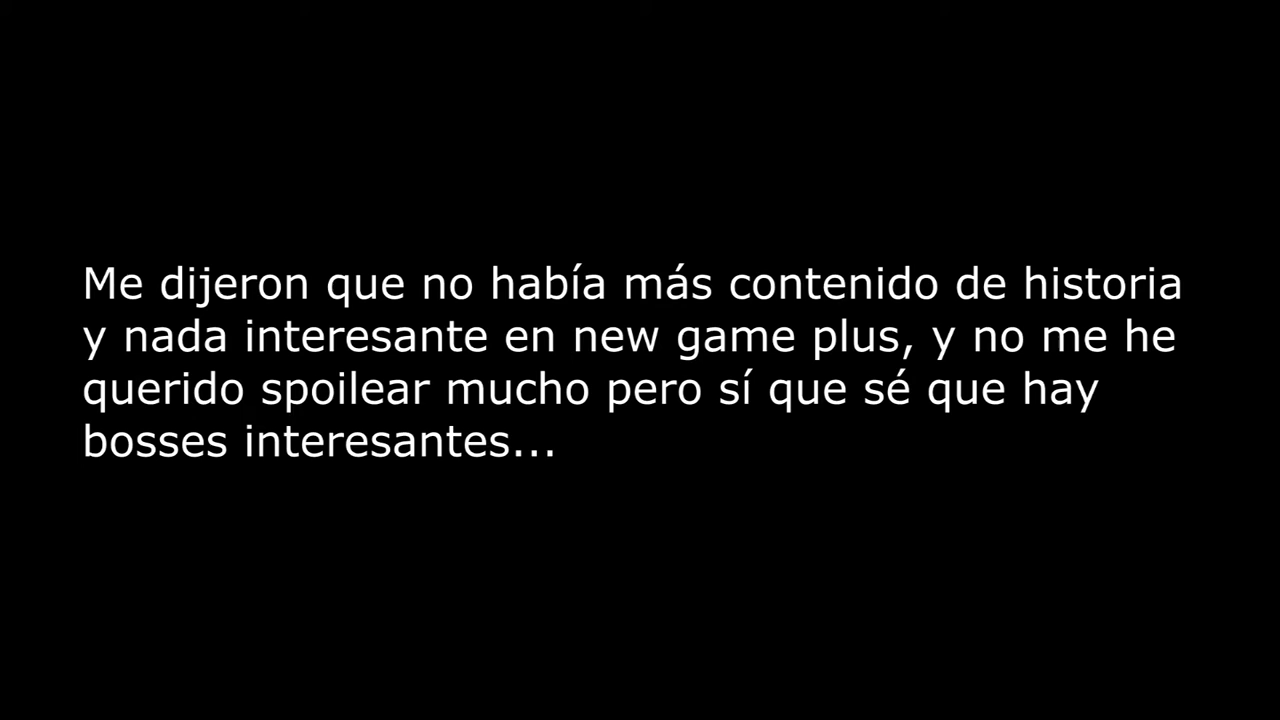 Me dijeron que no había más contenido de historia
y nada interesante en new game plus, y no me he
querido spoilear mucho pero sí que sé que hay
bosses interesantes...